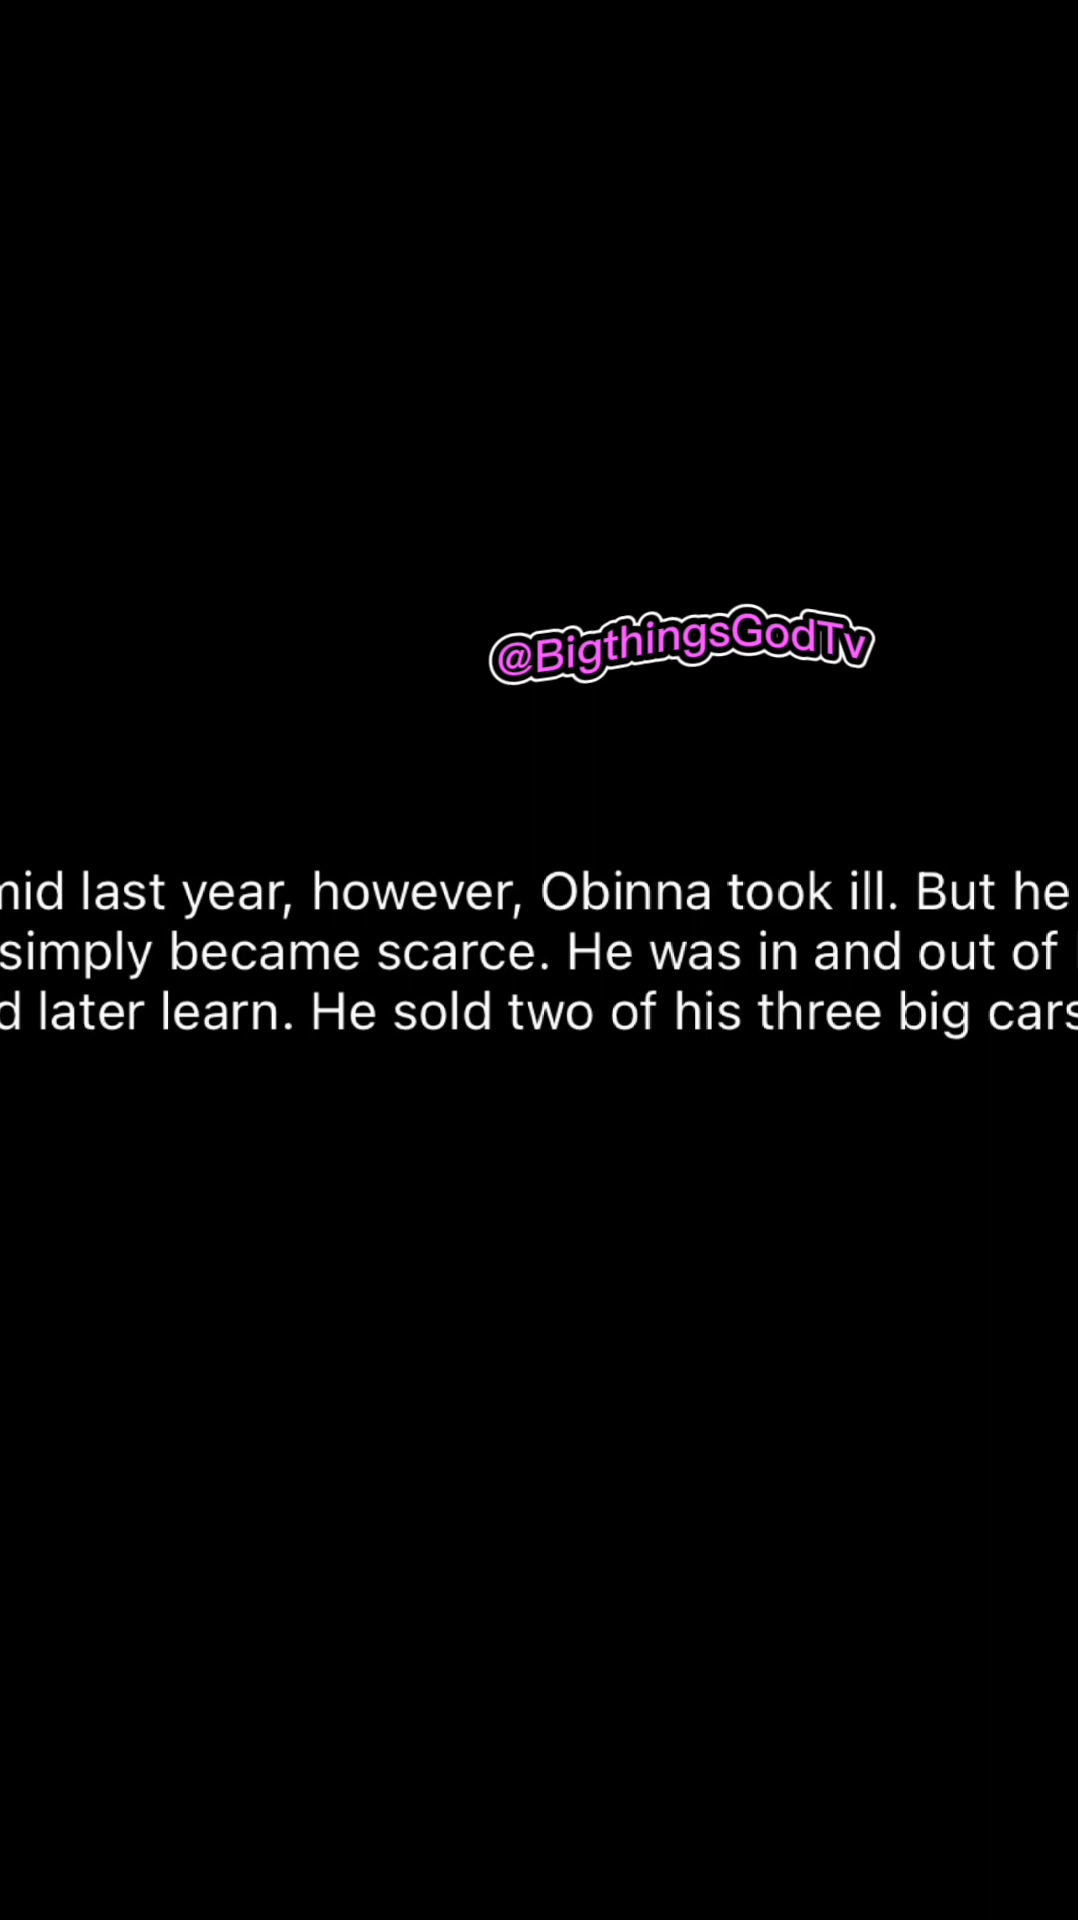 @BigthingsGodTv
mid last year, however, Obinna took ill. But he
simply became scarce. He was in and out of
later learn. He sold two of his three big cars